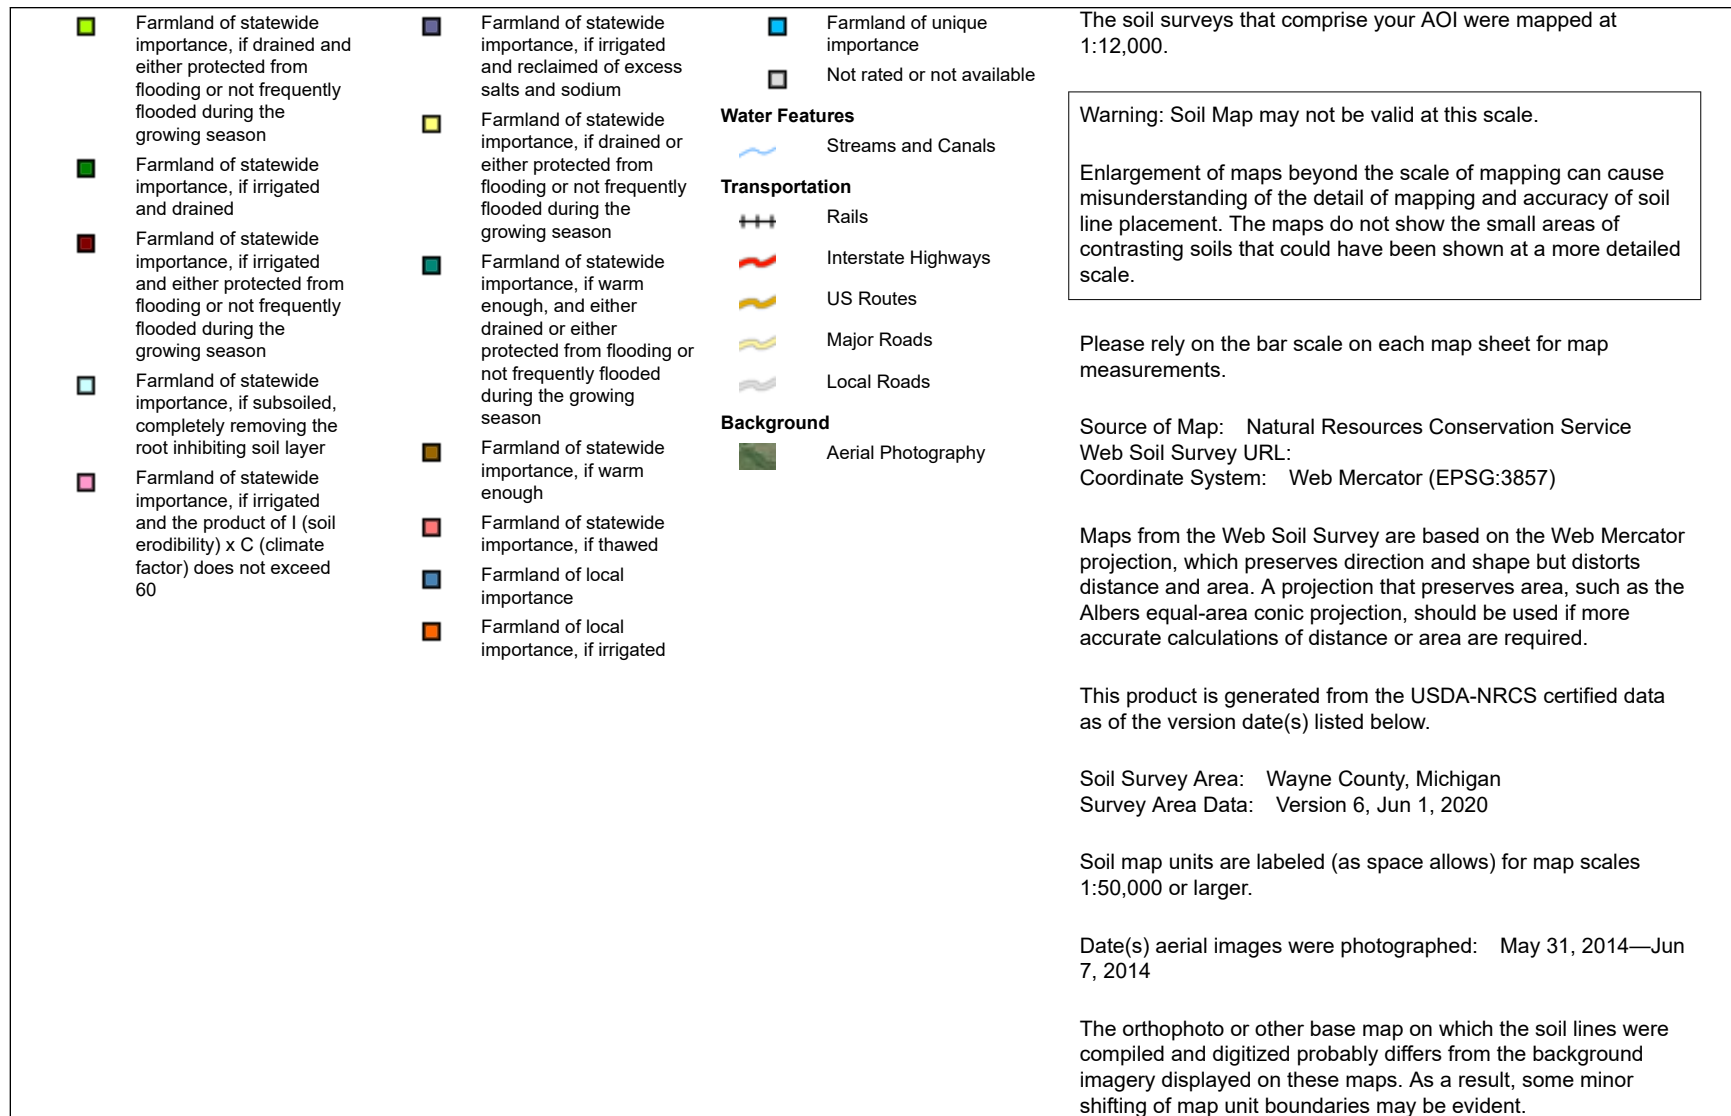 Farmland of statewide
importance, if drained and
either protected from
flooding or not frequently
flooded during the
growing season
Farmland of statewide
importance, if irrigated
and drained
Farmland of statewide
importance, if irrigated
and either protected from
flooding or not frequently
flooded during the
growing season
Farmland of statewide
importance, if subsoiled,
completely removing the
root inhibiting soil layer
Farmland of statewide
importance, if irrigated
and the product of I (soil
erodibility) x C (climate
factor) does not exceed
60
Farmland of statewide
importance, if irrigated
and reclaimed of excess
salts and sodium
Farmland of statewide
importance, if drained or
either protected from
flooding or not frequently
flooded during the
growing season
Farmland of statewide
importance, if warm
enough, and either
drained or either
protected from flooding or
not frequently flooded
during the growing
season
Farmland of statewide
importance, if warm
enough
Farmland of statewide
importance, if thawed
Farmland of local
importance
Farmland of local
importance, if irrigated
Farmland of unique
importance
Not rated or not available
Water Features
Streams and Canals
Transportation
Rails
Interstate Highways
US Routes
Major Roads
Local Roads
Background
Aerial Photography
The soil surveys that comprise your AOI were mapped at
1:12,000.
Warning: Soil Map may not be valid at this scale.
Enlargement of maps beyond the scale of mapping can cause
misunderstanding of the detail of mapping and accuracy of soil
line placement. The maps do not show the small areas of
contrasting soils that could have been shown at a more detailed
scale.
Please rely on the bar scale on each map sheet for map
measurements.
Source of Map: Natural Resources Conservation Service
Web Soil Survey URL:
Coordinate System: Web Mercator (EPSG:3857)
Maps from the Web Soil Survey are based on the Web Mercator
projection, which preserves direction and shape but distorts
distance and area. A projection that preserves area, such as the
Albers equal-area conic projection, should be used if more
accurate calculations of distance or area are required.
This product is generated from the USDA-NRCS certified data
as of the version date(s) listed below.
Soil Survey Area: Wayne County, Michigan
Survey Area Data: Version 6, Jun 1, 2020
Soil map units are labeled (as space allows) for map scales
1:50,000 or larger.
Date(s) aerial images were photographed: May 31, 2014—Jun
7, 2014
The orthophoto or other base map on which the soil lines were
compiled and digitized probably differs from the background
imagery displayed on these maps. As a result, some minor
shifting of map unit boundaries may be evident.